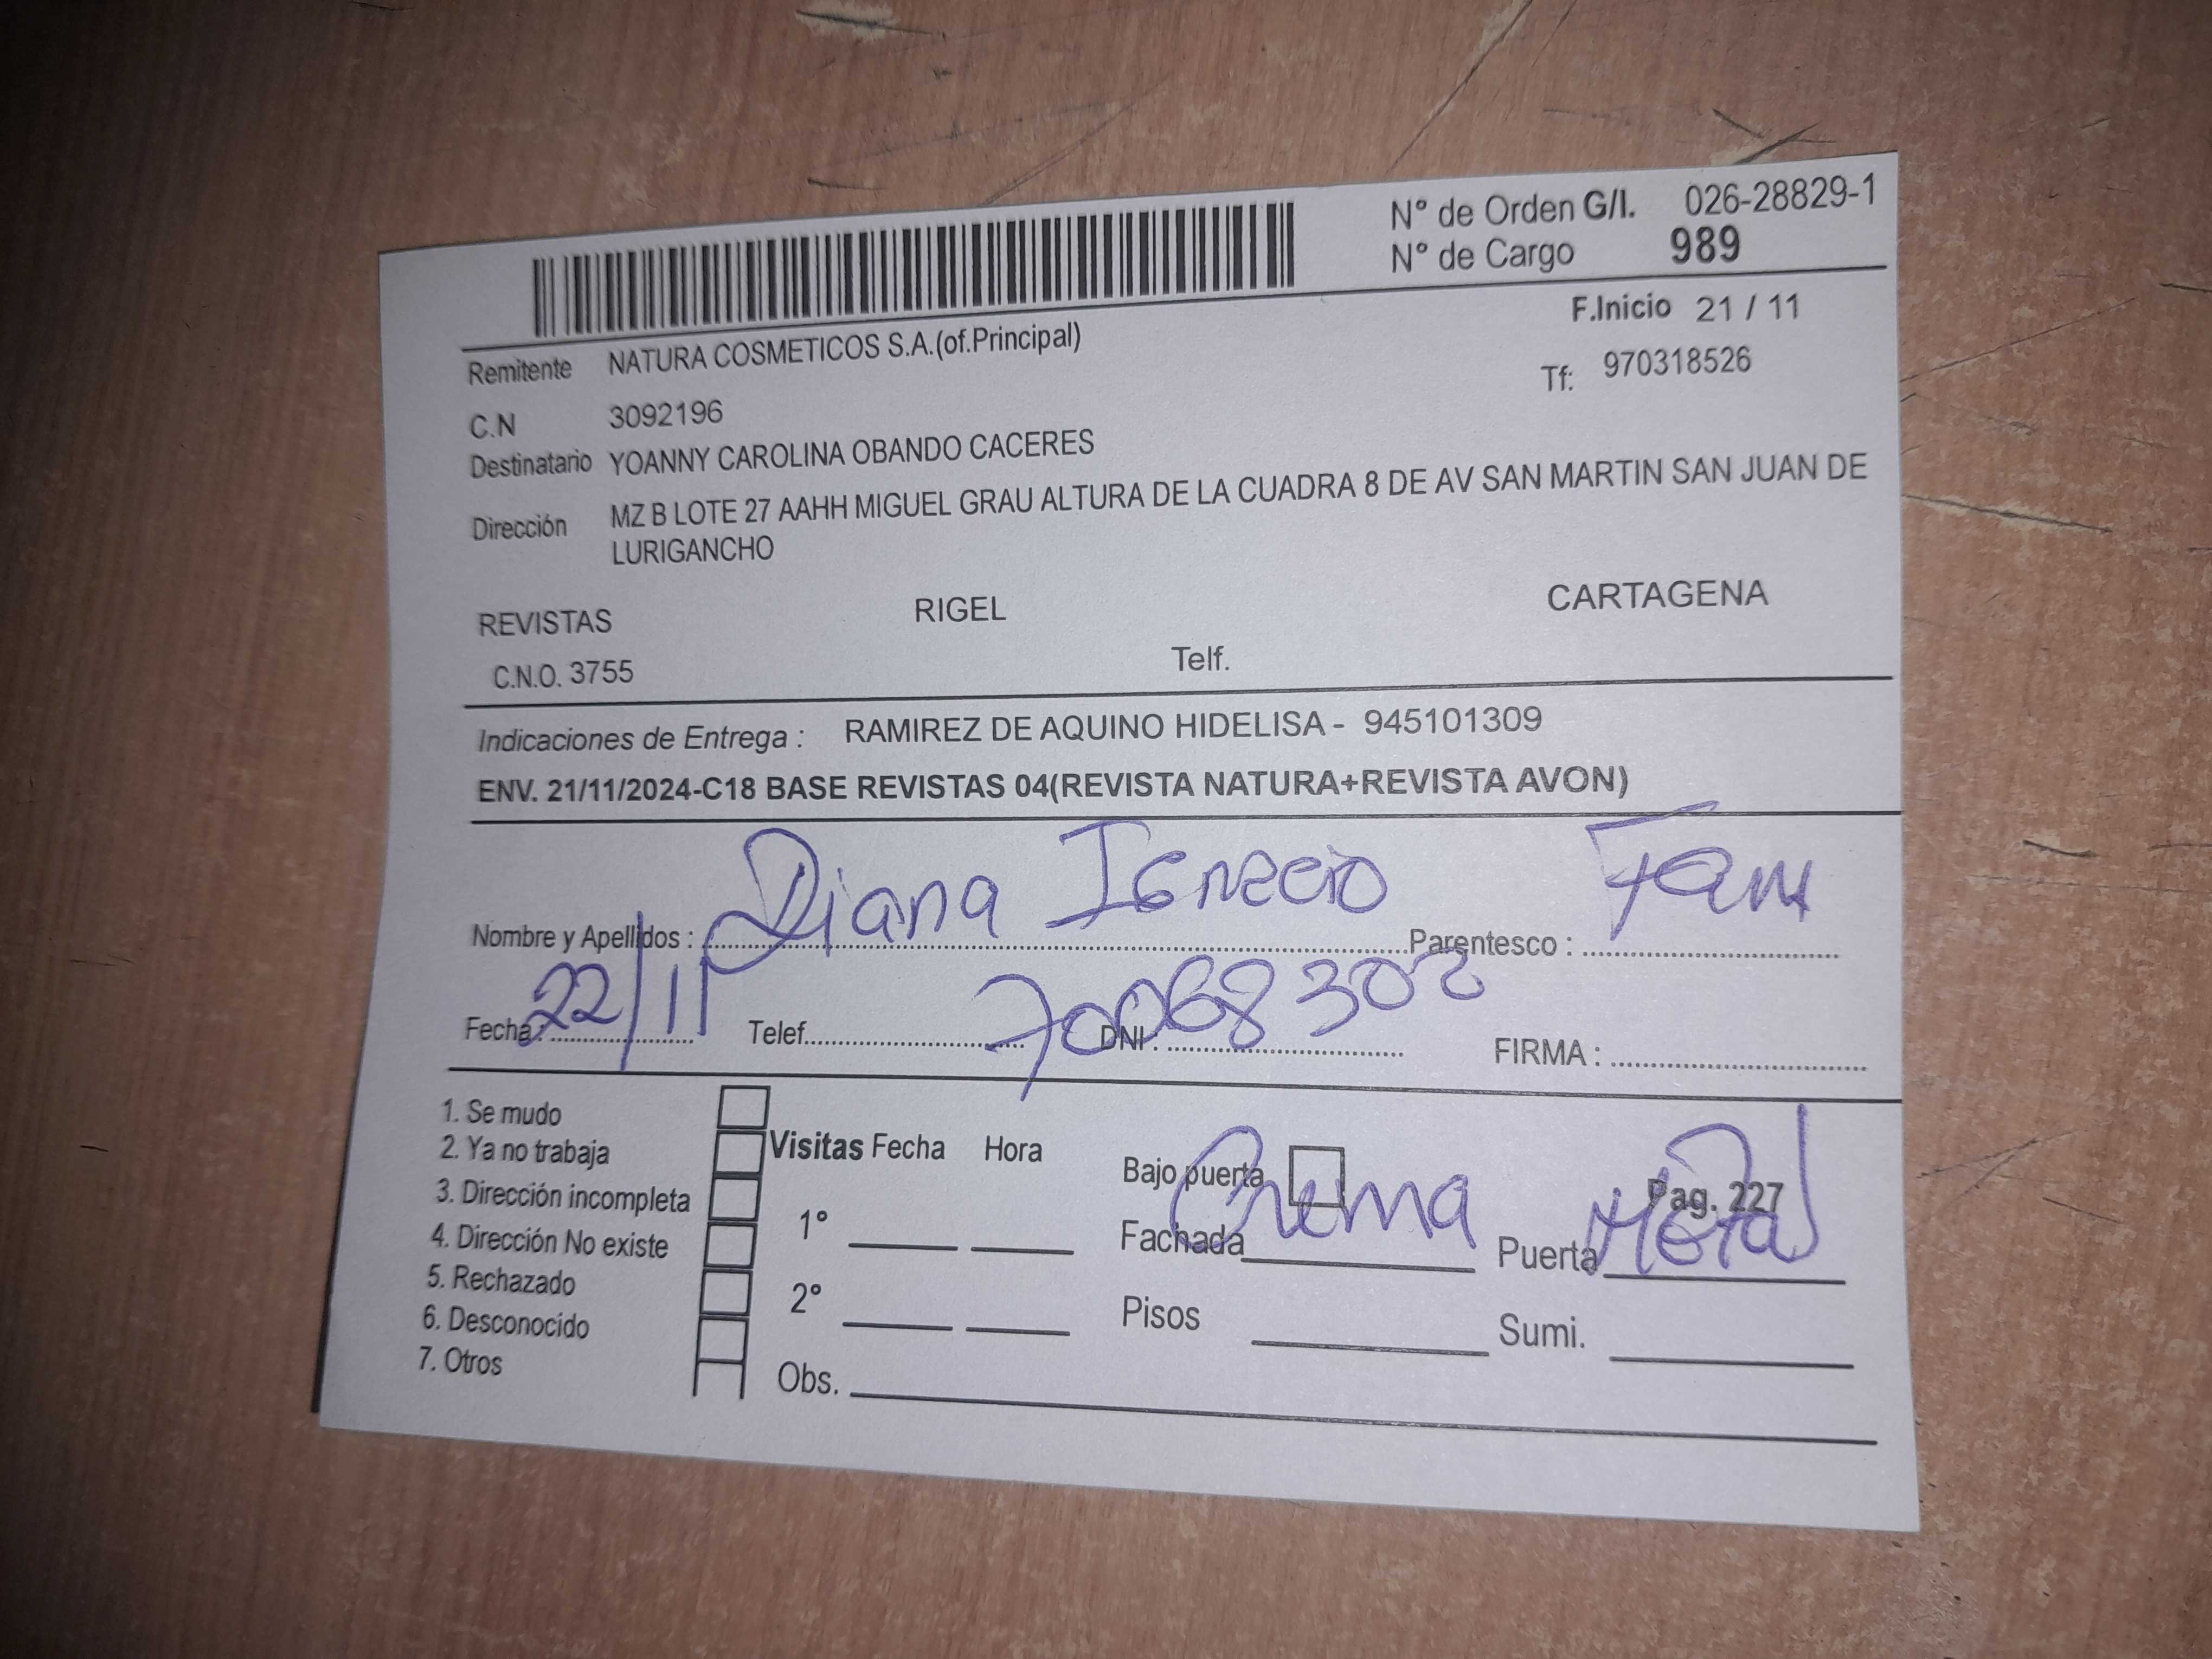 N° de Orden G/I. 026-28829-1
N° de Cargo 989
F.Inicio 21 / 11
Remitente NATURA COSMETICOS S.A.(of.Principal)
Tf: 970318526
C.N 3092196
Destinatario YOANNY CAROLINA OBANDO CACERES
Dirección MZ B LOTE 27 AAHH MIGUEL GRAU ALTURA DE LA CUADRA 8 DE AV SAN MARTIN SAN JUAN DE
LURIGANCHO
REVISTAS RIGEL CARTAGENA
C.N.O. 3755 Telf.
Indicaciones de Entrega : RAMIREZ DE AQUINO HIDELISA - 945101309
ENV. 21/11/2024-C18 BASE REVISTAS 04(REVISTA NATURA+REVISTA AVON)
Nombre y Apellidos : Diana Ignacio Parentesco : Fam
Fecha : 22/11 Telef. DNI : 70068302 FIRMA :
1. Se mudo
2. Ya no trabaja
3. Dirección incompleta
4. Dirección No existe
5. Rechazado
6. Desconocido
7. Otros
Visitas Fecha Hora
1°
2°
Obs.
Bajo puerta Pag. 227
Fachada Crema Puerta Metal
Pisos Sumi.